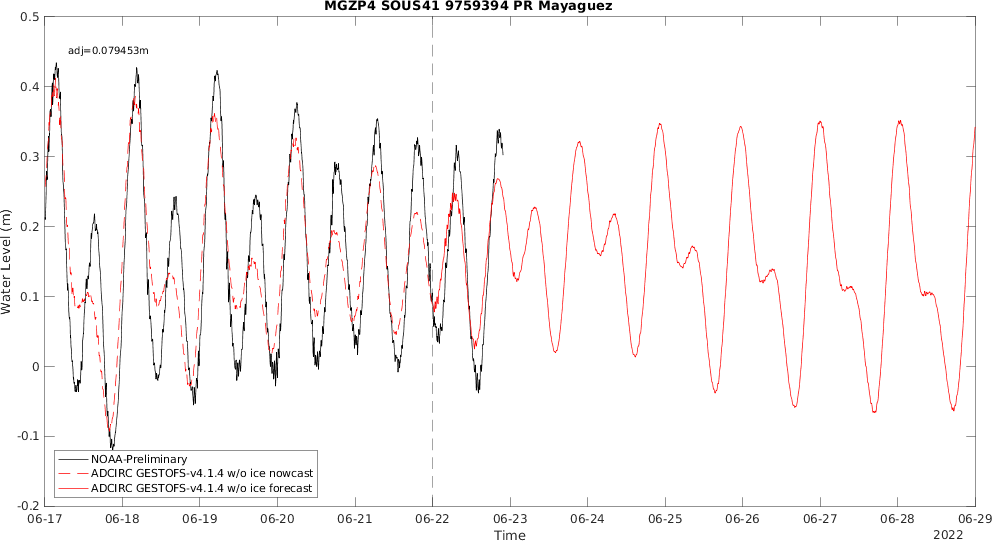 MGZP4 SOUS41 9759394 PR Mayaguez
0.5
adj=0.079453m
0.4
0.3
0.2
0.1
0
-0.1
-0.2
Water Level (m)
NOAA-Preliminary
ADCIRC GESTOFS-v4.1.4 w/o ice nowcast
ADCIRC GESTOFS-v4.1.4 w/o ice forecast
06-17 06-18 06-19 06-20 06-21 06-22 06-23 06-24 06-25 06-26 06-27 06-28 06-29
Time
2022